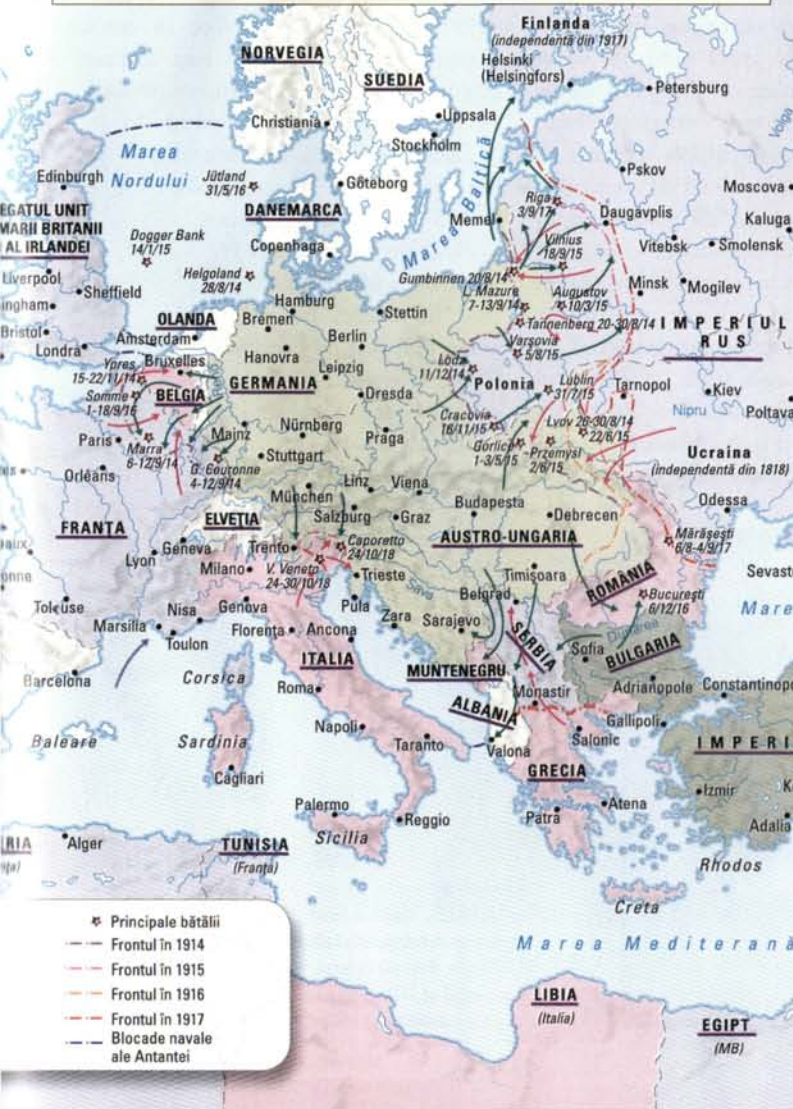 Finlanda
(independentă din 1917)
NORVEGIA
Helsinki
(Helsingfors)
SUEDIA
Petersburg
Uppsala
Christiania
Stockholm
Marea
Nordului
Marea Baltică
Edinburgh
Jütland
31/5/16
Göteborg
Pskov
Moscova
EGATUL UNIT
MARII BRITANII
AL IRLANDEI
DANEMARCA
Riga
3/9/17
Memel
Daugavplis
Kaluga
Dogger Bank
14/1/15
Copenhaga
Vilnius
18/9/15
Vitebsk
Smolensk
Liverpool
Sheffield
Helgoland
28/8/14
Gumbinnen 20/8/14
L. Mazure
7-13/9/14
Augustov
10/3/15
Minsk
Mogilev
ingham
Hamburg
Stettin
Bristol
OLANDA
Bremen
Tannenberg 20-30/8/14
IMPERIUL
RUS
Londra
Amsterdam
Berlin
Varșovia
5/8/15
Ypres
15-22/11/14
Bruxelles
Hanovra
Leipzig
Lodz
11/12/14
Somme
1-18/9/16
BELGIA
GERMANIA
Polonia
Lublin
31/7/15
Tarnopol
Kiev
Dresda
Nipru
Poltava
Paris
Marra
6-12/9/14
Mainz
Nürnberg
Praga
Cracovia
16/11/15
Lvov 26-30/8/14
22/6/15
G. Couronne
4-12/9/14
Stuttgart
Gorlice
1-3/5/15
Przemysl
2/6/15
Ucraina
(independentă din 1818)
Orléans
Linz
Viena
München
Salzburg
Graz
Budapesta
Debrecen
Odessa
FRANTA
ELVEȚIA
AUSTRO-UNGARIA
Mărășești
6/8-4/9/17
Lyon
Geneva
Trento
Caporetto
24/10/18
Milano
V. Veneto
24-30/10/18
Trieste
Sava
Timișoara
ROMÂNIA
Sevast
Toluse
Nisa
Genova
Pula
Belgrad
București
6/12/16
Mare
Marsilia
Toulon
Florența
Ancona
Zara
Sarajevo
SERBIA
Dunărea
Sofia
BULGARIA
Barcelona
Corsica
ITALIA
MUNTENEGRU
Roma
Monastir
Adrianopole
Constantinopo
ALBANIA
Baleare
Sardinia
Napoli
Taranto
Valona
Salonic
Gallipoli
IMPERI
Cagliari
GRECIA
Izmir
Palermo
Reggio
Patra
Atena
Adalia
RIA
Alger
TUNISIA
(Franța)
Sicilia
Rhodos
Creta
Marea Mediterană
Principale bătălii
Frontul în 1914
Frontul în 1915
Frontul în 1916
Frontul în 1917
Blocade navale
ale Antantei
LIBIA
(Italia)
EGIPT
(MB)